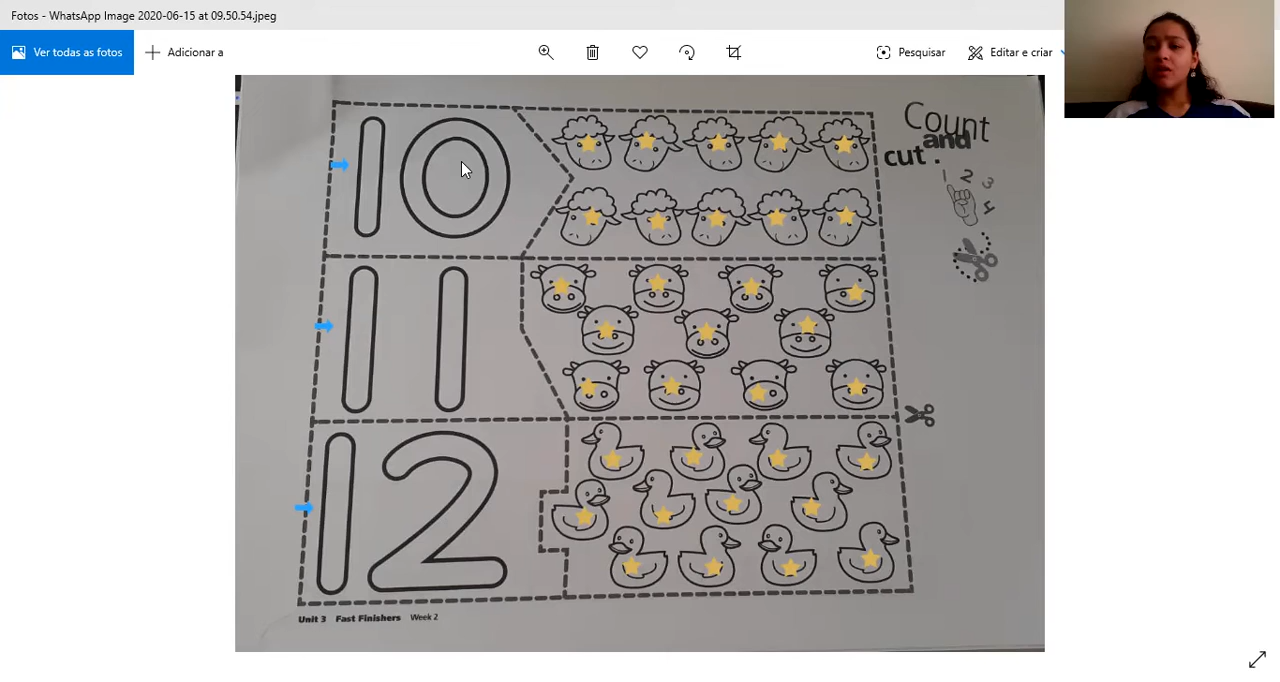 Fotos - WhatsApp Image 2020-06-15 at 09.50.54.jpeg
Ver todas as fotos
Adicionar a
Pesquisar
Editar e criar
Count
and
cut .
1 2 3
4
10
11
12
Unit 3 Fast Finishers Week 2